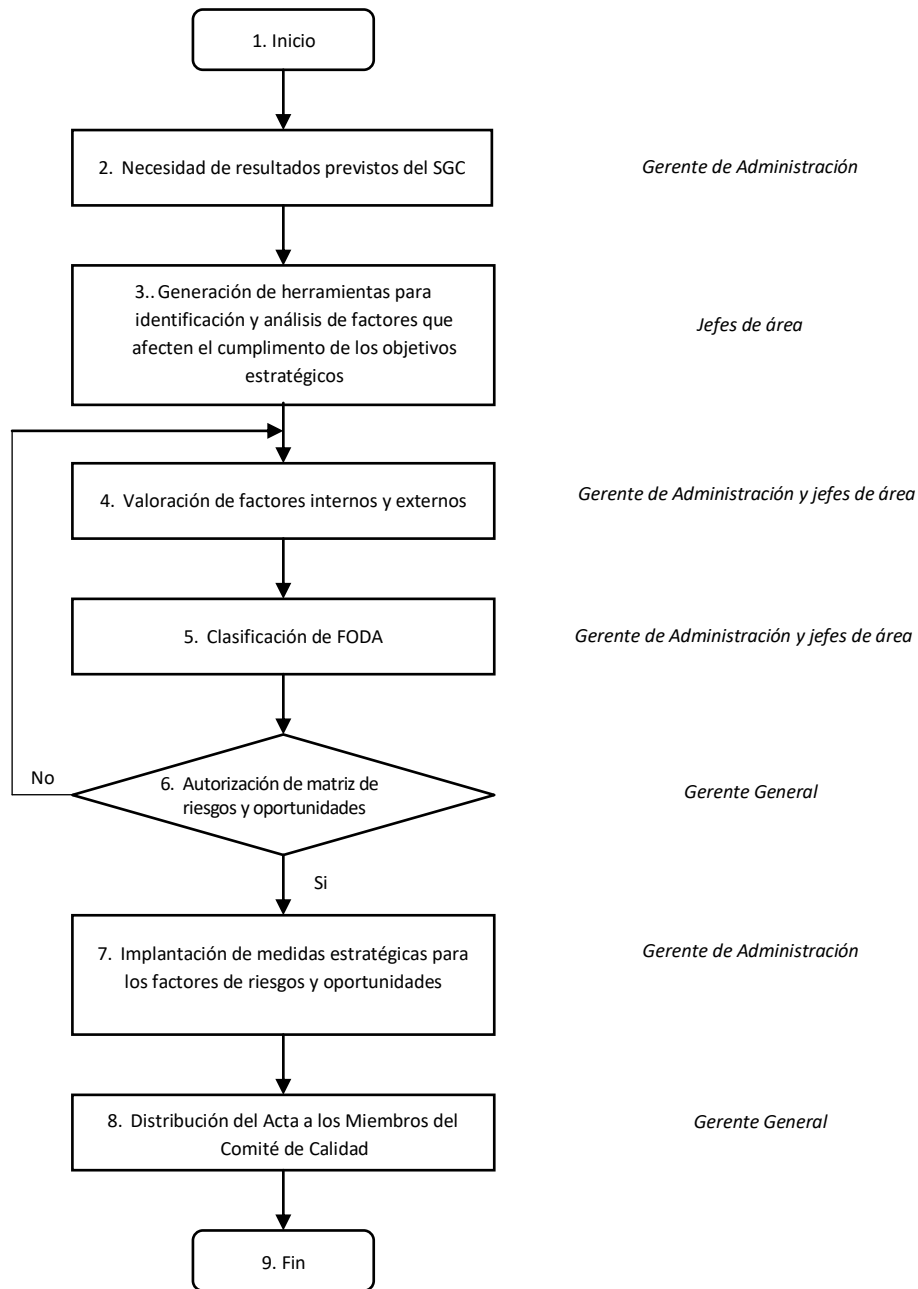 1. Inicio
2. Necesidad de resultados previstos del SGC
Gerente de Administración
3.. Generación de herramientas para
identificación y análisis de factores que
afecten el cumplimento de los objetivos
estratégicos
Jefes de área
4. Valoración de factores internos y externos
Gerente de Administración y jefes de área
5. Clasificación de FODA
Gerente de Administración y jefes de área
No
6. Autorización de matriz de
riesgos y oportunidades
Gerente General
Si
7. Implantación de medidas estratégicas para
los factores de riesgos y oportunidades
Gerente de Administración
8. Distribución del Acta a los Miembros del
Comité de Calidad
Gerente General
9. Fin